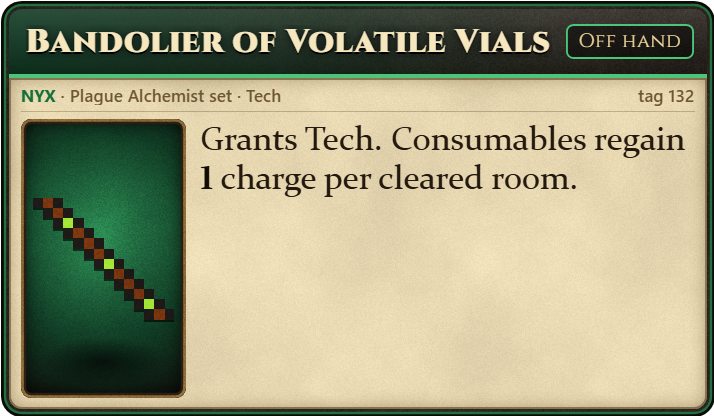 Bandolier of Volatile Vials
Off hand
NYX · Plague Alchemist set · Tech
tag 132
Grants Tech. Consumables regain
1 charge per cleared room.